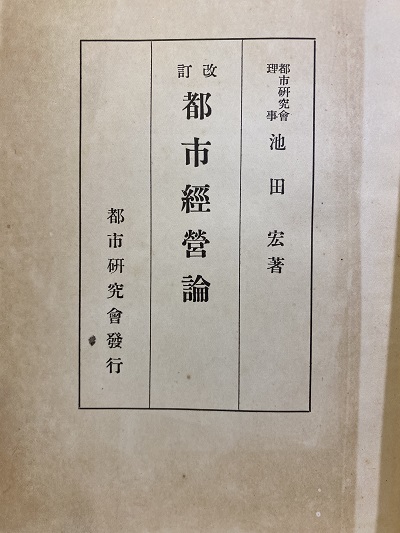 都市研究會
理事
池田宏著
改訂
都市經營論
都市研究會發行